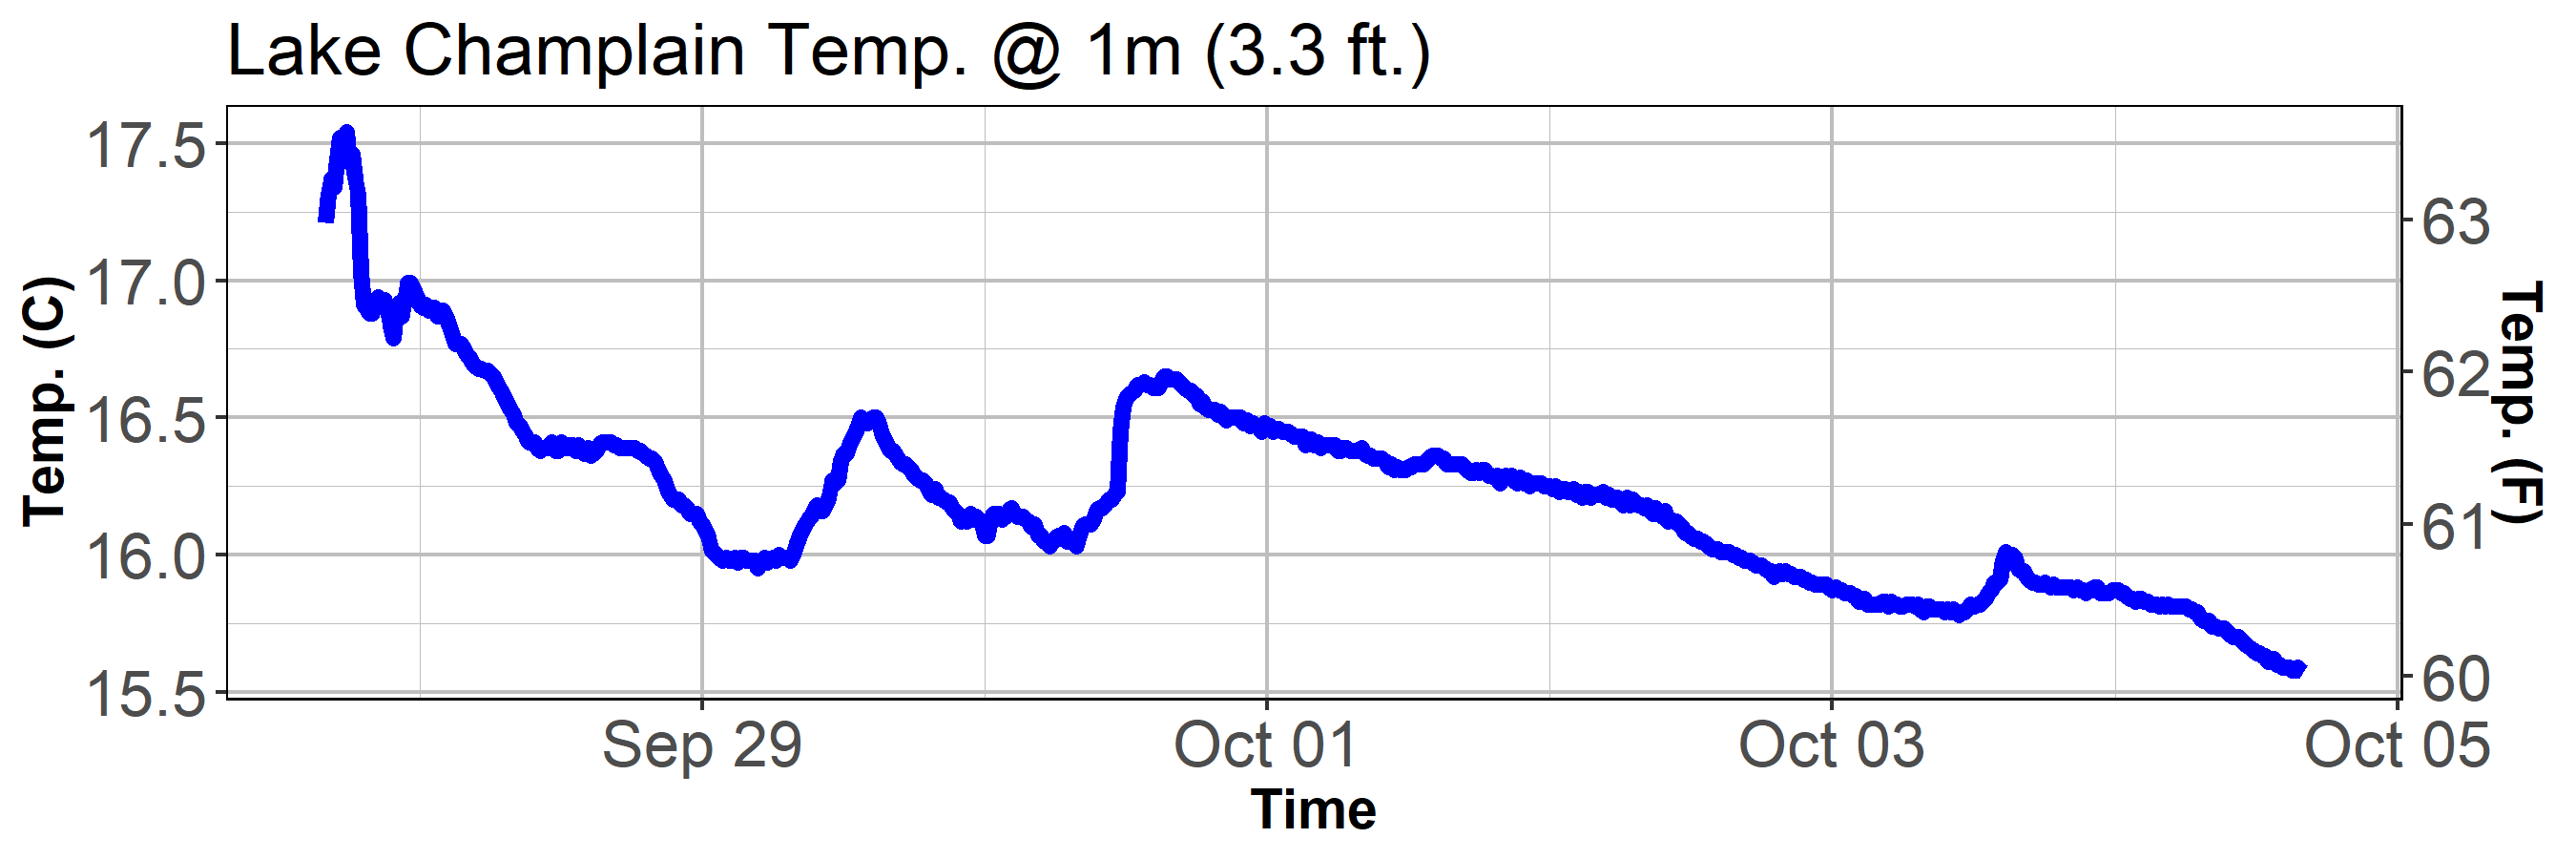 Lake Champlain Temp. @ 1m (3.3 ft.)
17.5
17.0
16.5
16.0
15.5
Temp. (C)
63
62
61
60
Temp. (F)
Sep 29
Oct 01
Oct 03
Oct 05
Time